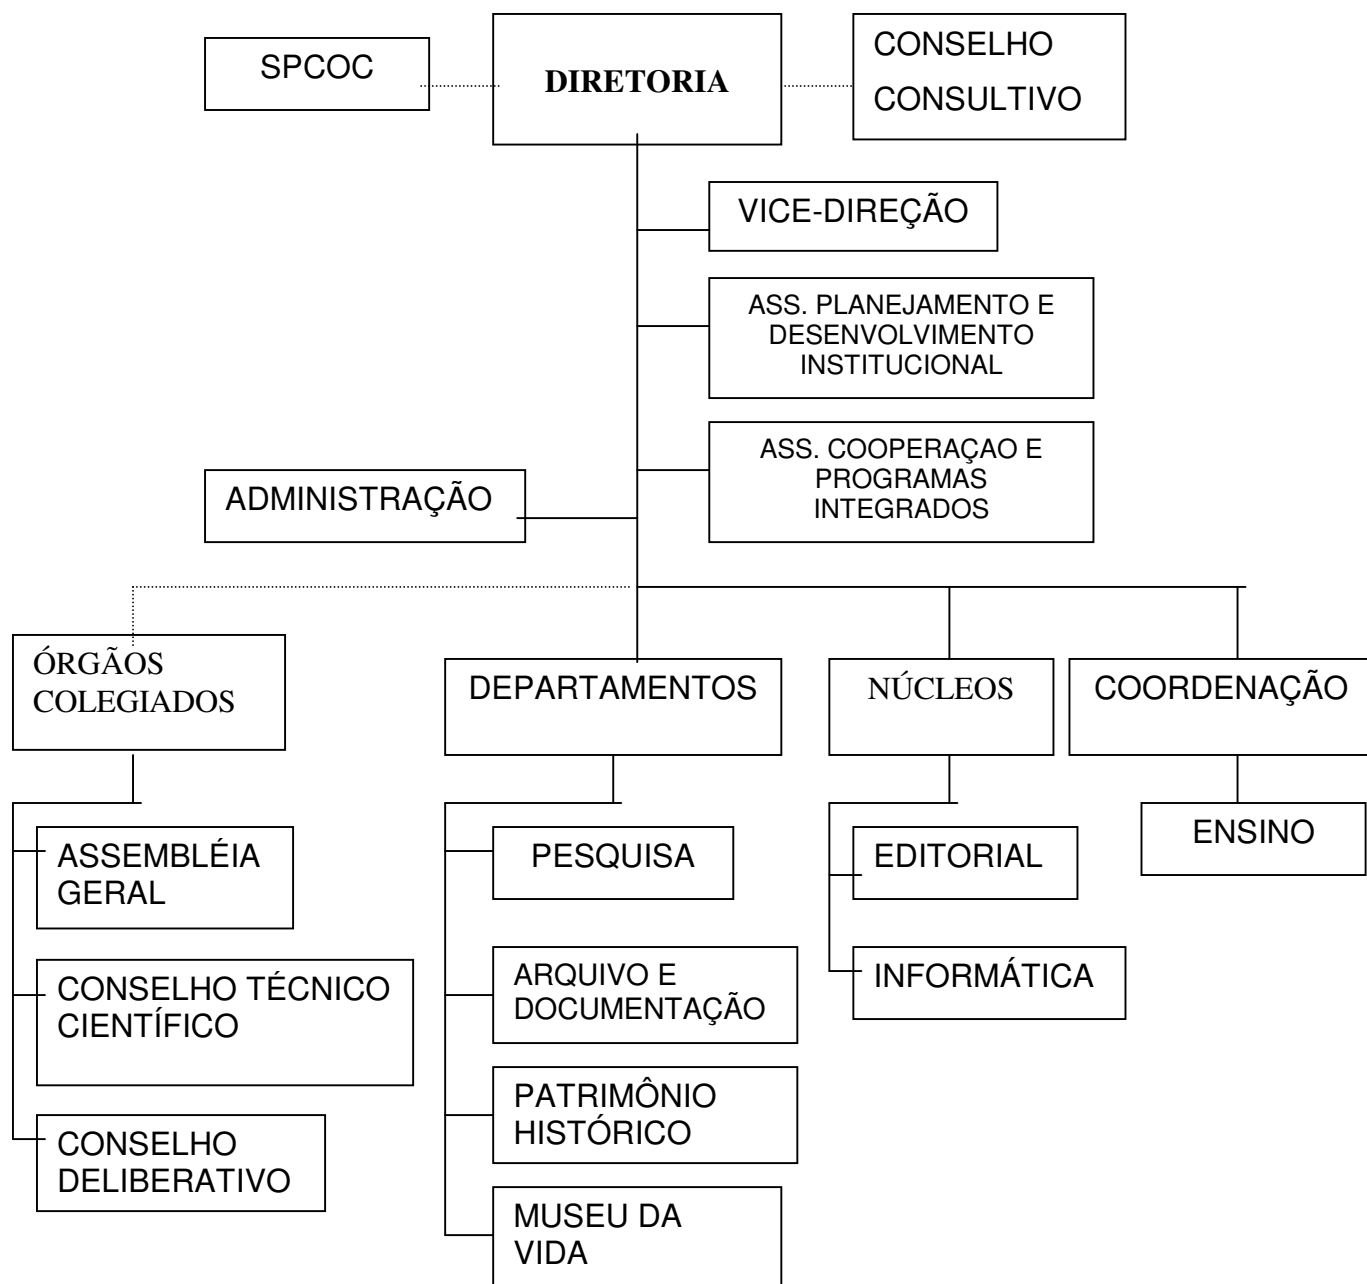 SPCOC
DIRETORIA
CONSELHO
CONSULTIVO
VICE-DIREÇÃO
ASS. PLANEJAMENTO E
DESENVOLVIMENTO
INSTITUCIONAL
ASS. COOPERAÇAO E
PROGRAMAS
INTEGRADOS
ADMINISTRAÇÃO
ÓRGÃOS
COLEGIADOS
DEPARTAMENTOS
NÚCLEOS
COORDENAÇÃO
ASSEMBLÉIA
GERAL
CONSELHO TÉCNICO
CIENTÍFICO
CONSELHO
DELIBERATIVO
PESQUISA
ARQUIVO E
DOCUMENTAÇÃO
PATRIMÔNIO
HISTÓRICO
MUSEU DA
VIDA
EDITORIAL
INFORMÁTICA
ENSINO